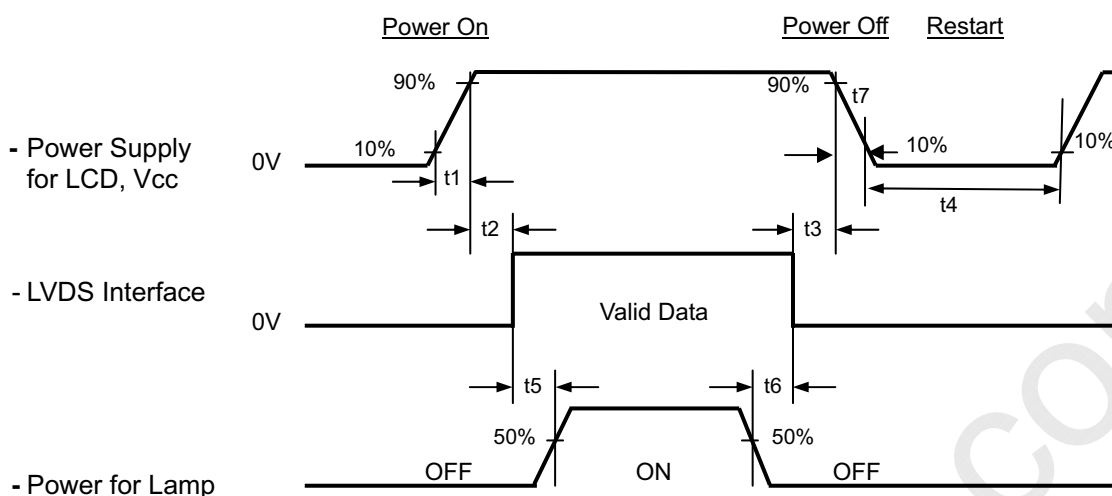 Power On
Power Off Restart
90%
90%
t7
10%
10%
10%
- Power Supply
for LCD, Vcc
0V
t1
t4
t2
t3
- LVDS Interface
Valid Data
0V
t5
t6
50%
50%
OFF
ON
OFF
- Power for Lamp
com